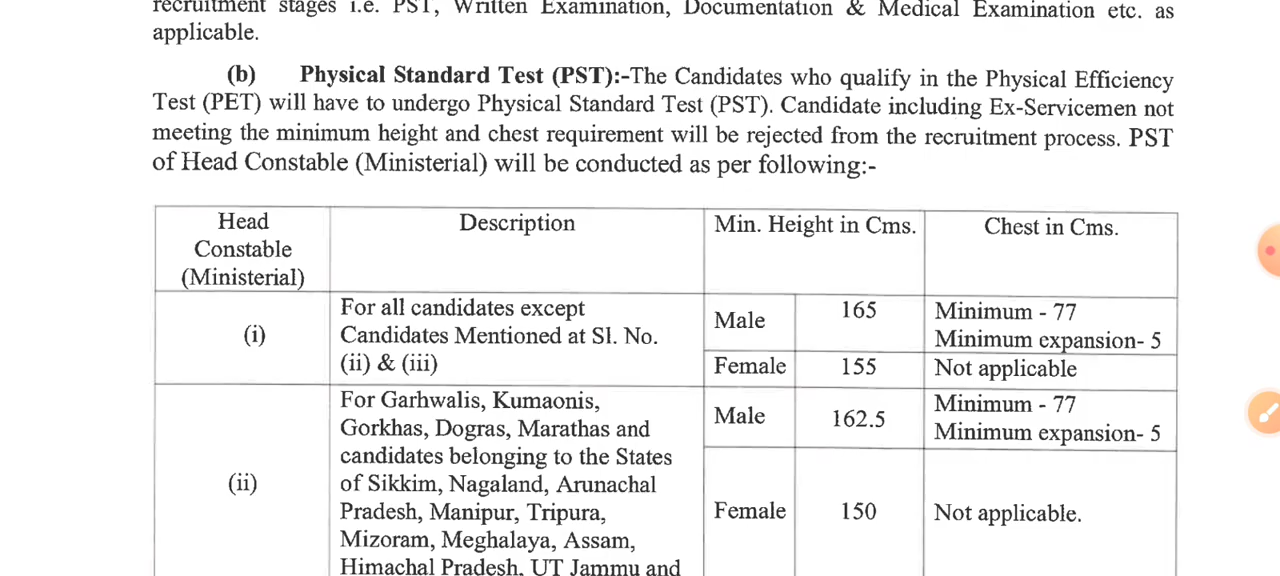 recruitment stages i.e. PST, Written Examination, Documentation & Medical Examination etc. as
applicable.
(b) Physical Standard Test (PST):-The Candidates who qualify in the Physical Efficiency
Test (PET) will have to undergo Physical Standard Test (PST). Candidate including Ex-Servicemen not
meeting the minimum height and chest requirement will be rejected from the recruitment process. PST
of Head Constable (Ministerial) will be conducted as per following:-
Head
Constable
(Ministerial)
Description
Min. Height in Cms.
Chest in Cms.
(i)
For all candidates except
Candidates Mentioned at Sl. No.
(ii) & (iii)
Male
165
Minimum - 77
Minimum expansion- 5
Female
155
Not applicable
(ii)
For Garhwalis, Kumaonis,
Gorkhas, Dogras, Marathas and
candidates belonging to the States
of Sikkim, Nagaland, Arunachal
Pradesh, Manipur, Tripura,
Mizoram, Meghalaya, Assam,
Himachal Pradesh, UT Jammu and
Male
162.5
Minimum - 77
Minimum expansion- 5
Female
150
Not applicable.